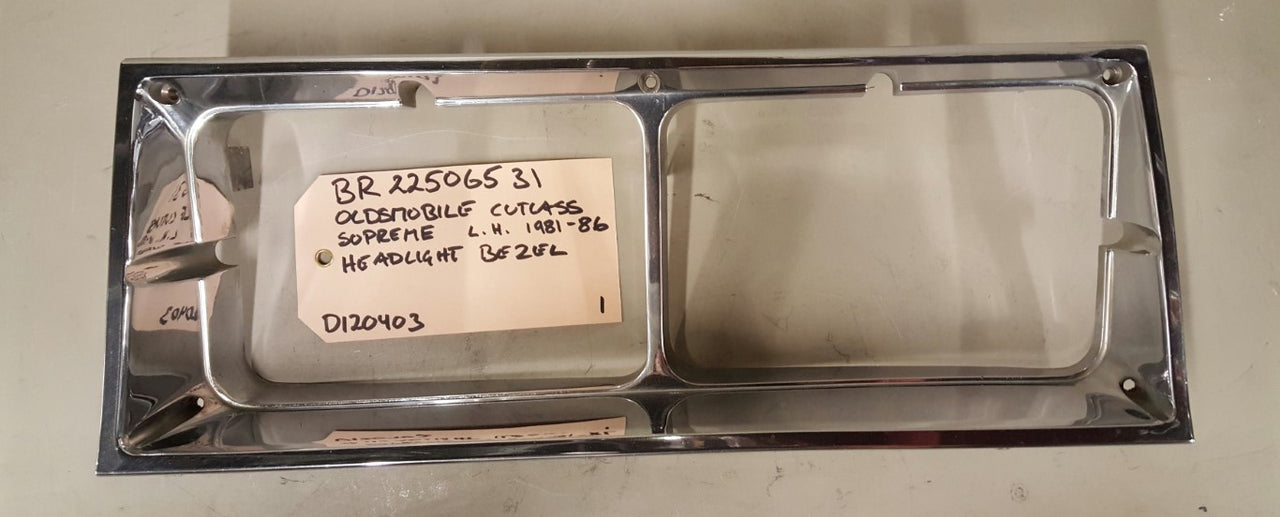 BR 22506531
OLDSMOBILE CUTLASS
SUPREME L.H. 1981-86
HEADLIGHT BEZEL
D120403 1